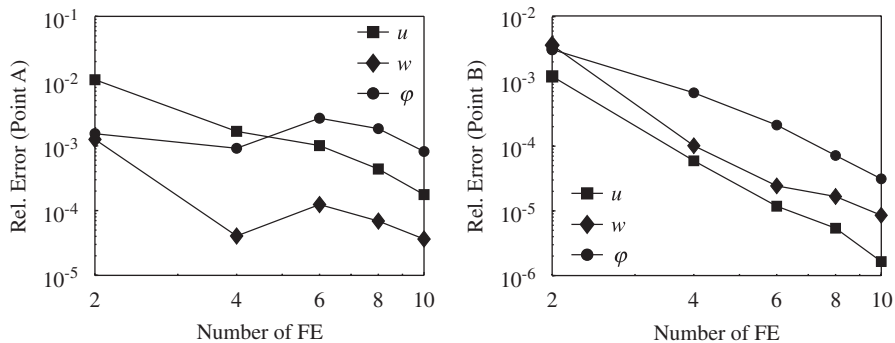 10⁻¹
10⁻²
10⁻³
10⁻⁴
10⁻⁵
Rel. Error (Point A)
u
w
φ
2
4
6
8
10
Number of FE
10⁻²
10⁻³
10⁻⁴
10⁻⁵
10⁻⁶
Rel. Error (Point B)
u
w
φ
2
4
6
8
10
Number of FE